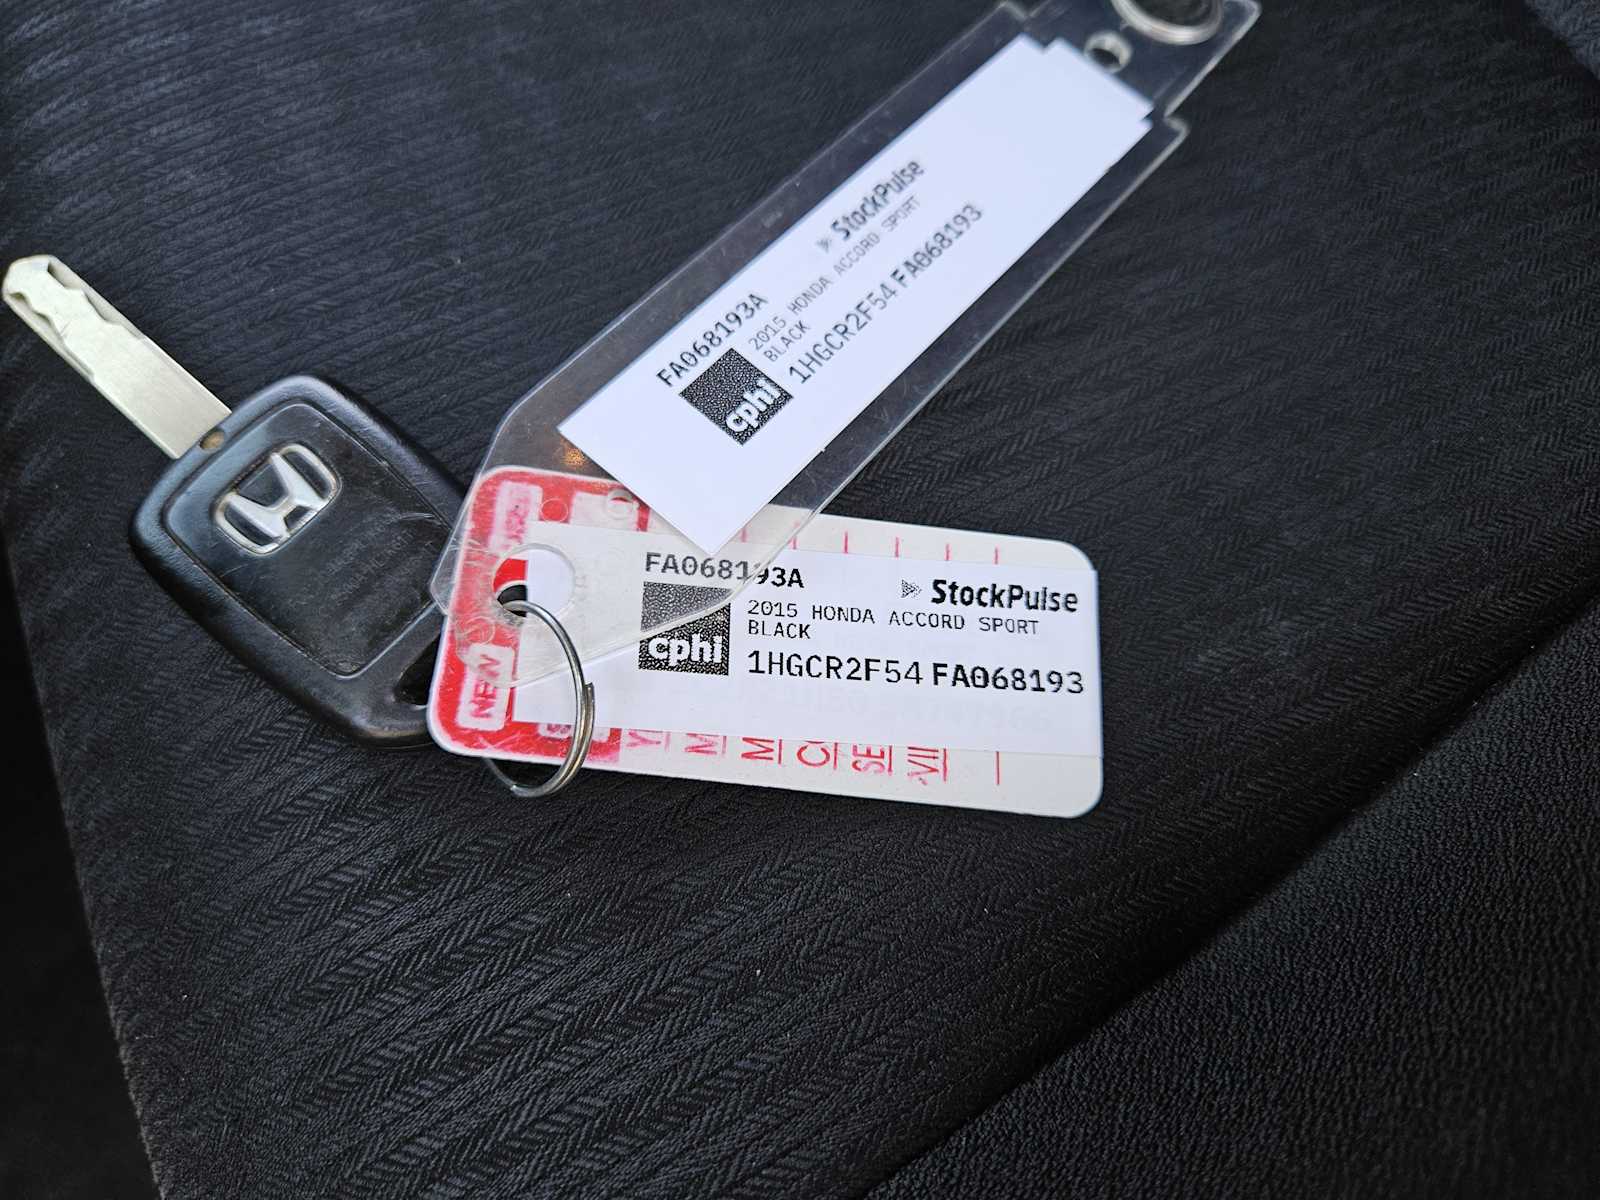 StockPulse
FA068193A
2015 HONDA ACCORD SPORT
BLACK
cphi
1HGCR2F54 FA068193
FA068193A
StockPulse
2015 HONDA ACCORD SPORT
BLACK
cphi
1HGCR2F54 FA068193
NEW